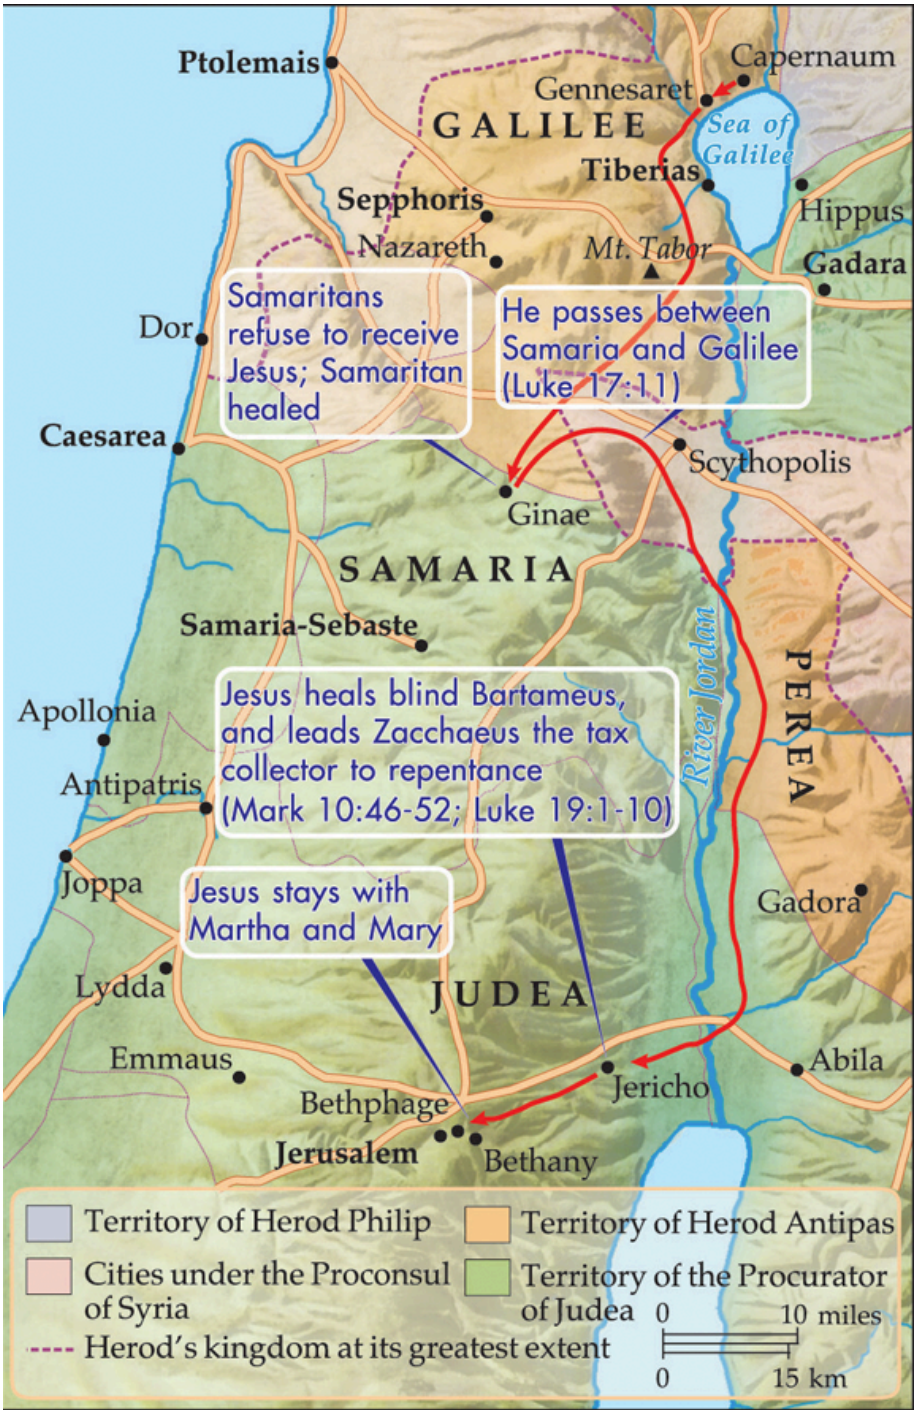 Ptolemais
Capernaum
Gennesaret
GALILEE
Sea of
Galilee
Tiberias
Sepphoris
Hippus
Nazareth
Mt. Tabor
Gadara
Samaritans
refuse to receive
Jesus; Samaritan
healed
He passes between
Samaria and Galilee
(Luke 17:11)
Dor
Caesarea
Scythopolis
Ginae
SAMARIA
Samaria-Sebaste
River Jordan
PEREA
Jesus heals blind Bartameus,
and leads Zacchaeus the tax
collector to repentance
(Mark 10:46-52; Luke 19:1-10)
Apollonia
Antipatris
Joppa
Jesus stays with
Martha and Mary
Gadora
Lydda
JUDEA
Emmaus
Abila
Jericho
Bethphage
Jerusalem
Bethany
Territory of Herod Philip
Territory of Herod Antipas
Cities under the Proconsul
of Syria
Territory of the Procurator
of Judea
0 10 miles
Herod's kingdom at its greatest extent
0 15 km